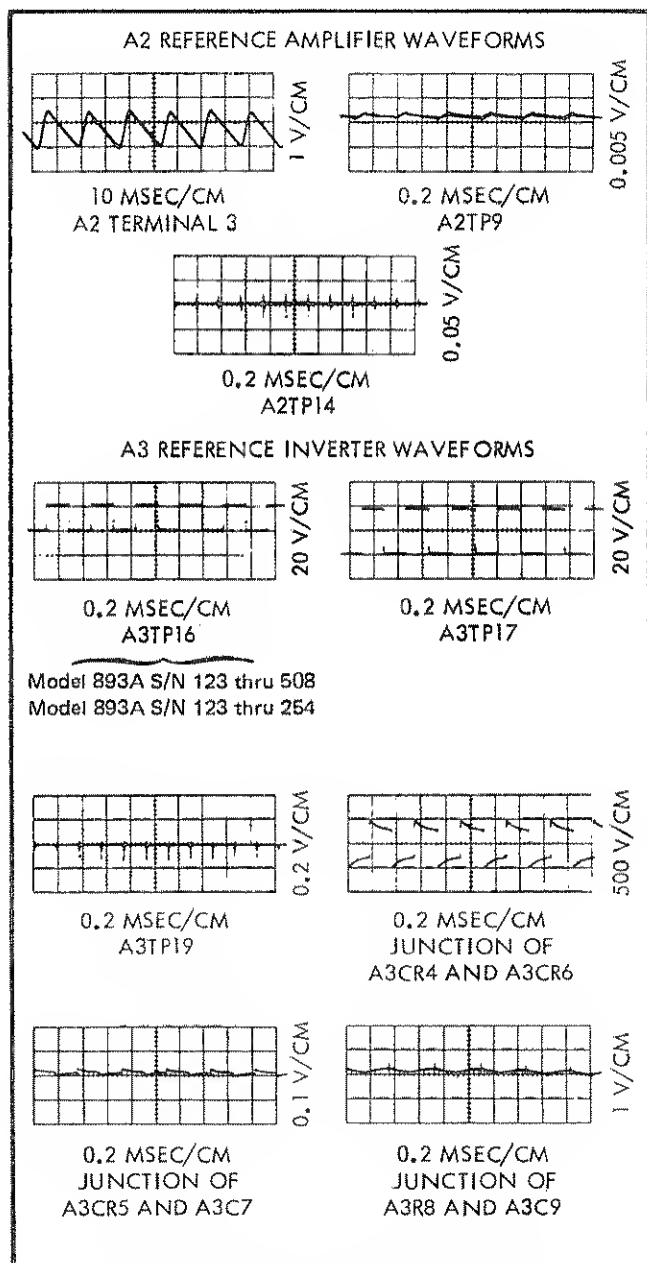 A2 REFERENCE AMPLIFIER WAVEFORMS
1 V/CM
10 MSEC/CM
A2 TERMINAL 3
0.005 V/CM
0.2 MSEC/CM
A2TP9
0.05 V/CM
0.2 MSEC/CM
A2TP14
A3 REFERENCE INVERTER WAVEFORMS
20 V/CM
0.2 MSEC/CM
A3TP16
Model 893A S/N 123 thru 508
Model 893A S/N 123 thru 254
20 V/CM
0.2 MSEC/CM
A3TP17
0.2 V/CM
0.2 MSEC/CM
A3TP19
500 V/CM
0.2 MSEC/CM
JUNCTION OF
A3CR4 AND A3CR6
0.1 V/CM
0.2 MSEC/CM
JUNCTION OF
A3CR5 AND A3C7
1 V/CM
0.2 MSEC/CM
JUNCTION OF
A3R8 AND A3C9